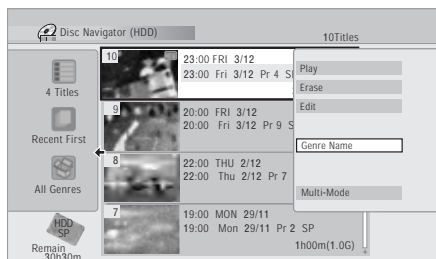 Disc Navigator (HDD)
10Titles
4 Titles
Recent First
All Genres
HDD
SP
Remain
30h30m
10
23:00 FRI 3/12
23:00 Fri 3/12 Pr 4
9
20:00 FRI 3/12
20:00 Fri 3/12 Pr 9 S
8
22:00 THU 2/12
22:00 Thu 2/12 Pr 7
7
19:00 MON 29/11
19:00 Mon 29/11 Pr 2 SP
1h00m(1.0G)
Play
Erase
Edit
Genre Name
Multi-Mode